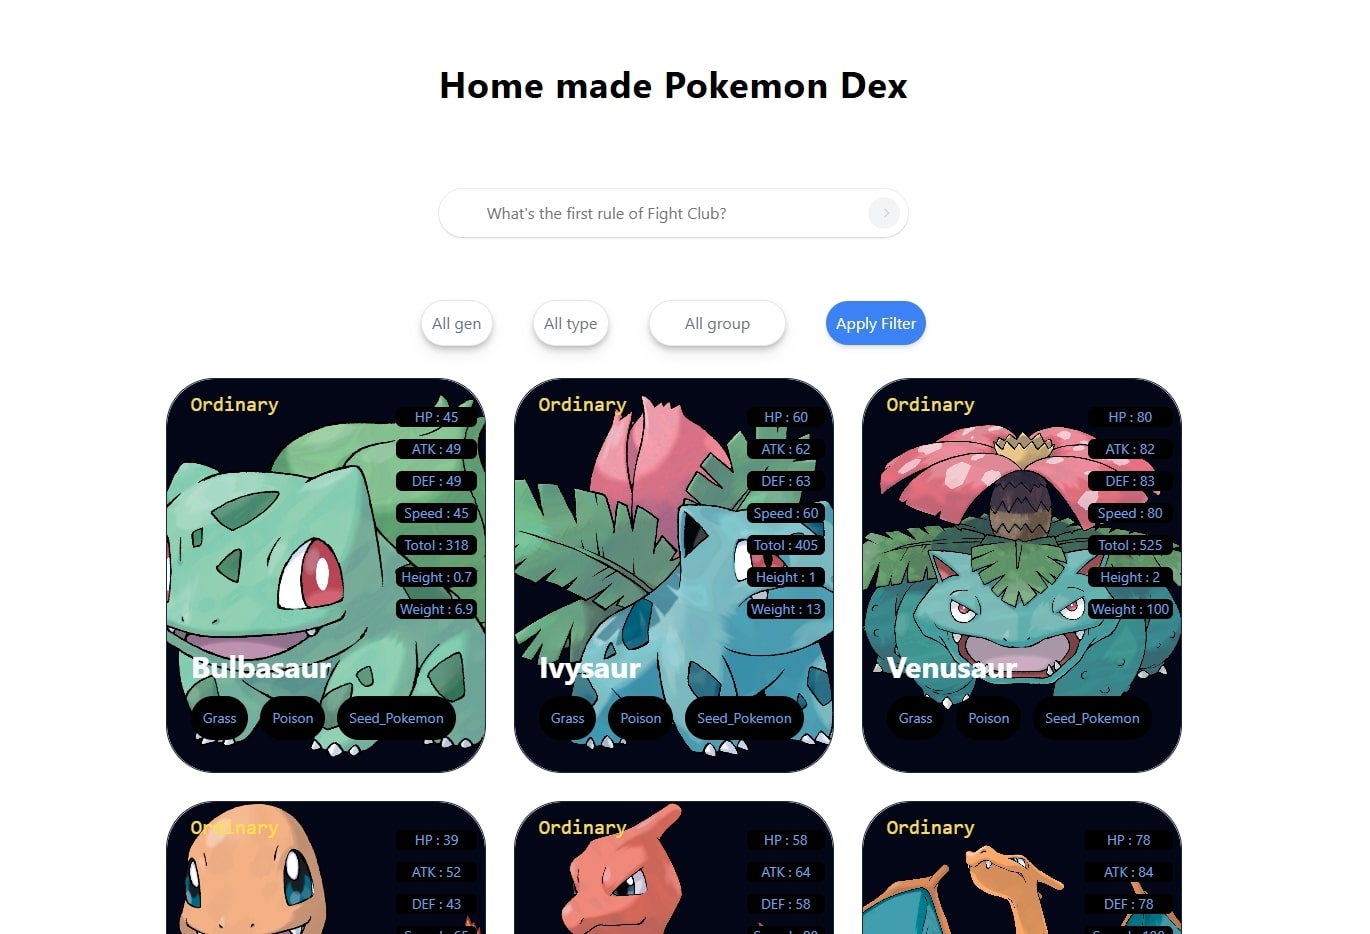 Home made Pokemon Dex
What's the first rule of Fight Club?
All gen
All type
All group
Apply Filter
Ordinary
HP : 45
ATK : 49
DEF : 49
Speed : 45
Totol : 318
Height : 0.7
Weight : 6.9
Bulbasaur
Grass
Poison
Seed_Pokemon
Ordinary
HP : 60
ATK : 62
DEF : 63
Speed : 60
Totol : 405
Height : 1
Weight : 13
Ivysaur
Grass
Poison
Seed_Pokemon
Ordinary
HP : 80
ATK : 82
DEF : 83
Speed : 80
Totol : 525
Height : 2
Weight : 100
Venusaur
Grass
Poison
Seed_Pokemon
Ordinary
HP : 39
ATK : 52
DEF : 43
Ordinary
HP : 58
ATK : 64
DEF : 58
Ordinary
HP : 78
ATK : 84
DEF : 78